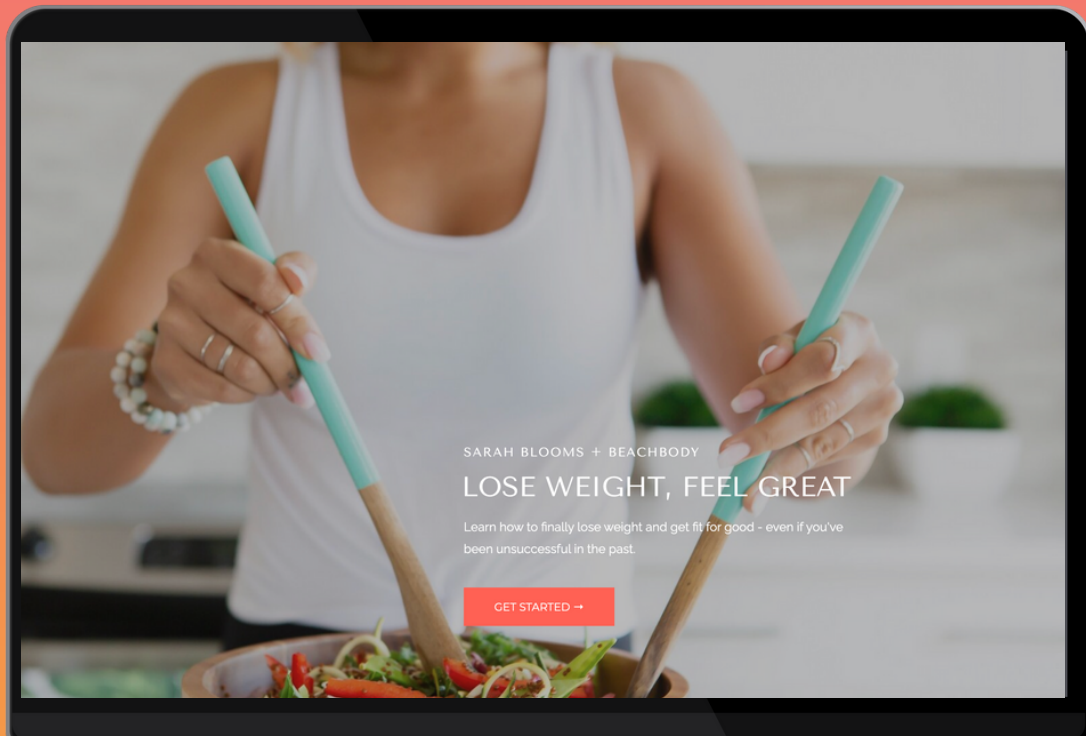 SARAH BLOOMS + BEACHBODY
LOSE WEIGHT, FEEL GREAT
Learn how to finally lose weight and get fit for good - even if you've
been unsuccessful in the past.
GET STARTED →